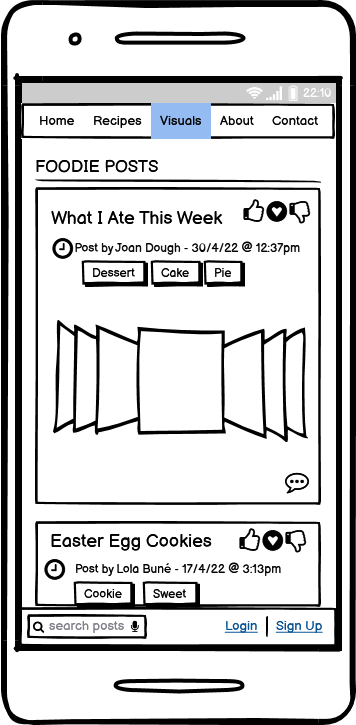 22:10
Home Recipes Visuals About Contact
FOODIE POSTS
What I Ate This Week
Post by Joan Dough - 30/4/22 @ 12:37pm
Dessert Cake Pie
Easter Egg Cookies
Post by Lola Buné - 17/4/22 @ 3:13pm
Cookie Sweet
search posts Login Sign Up